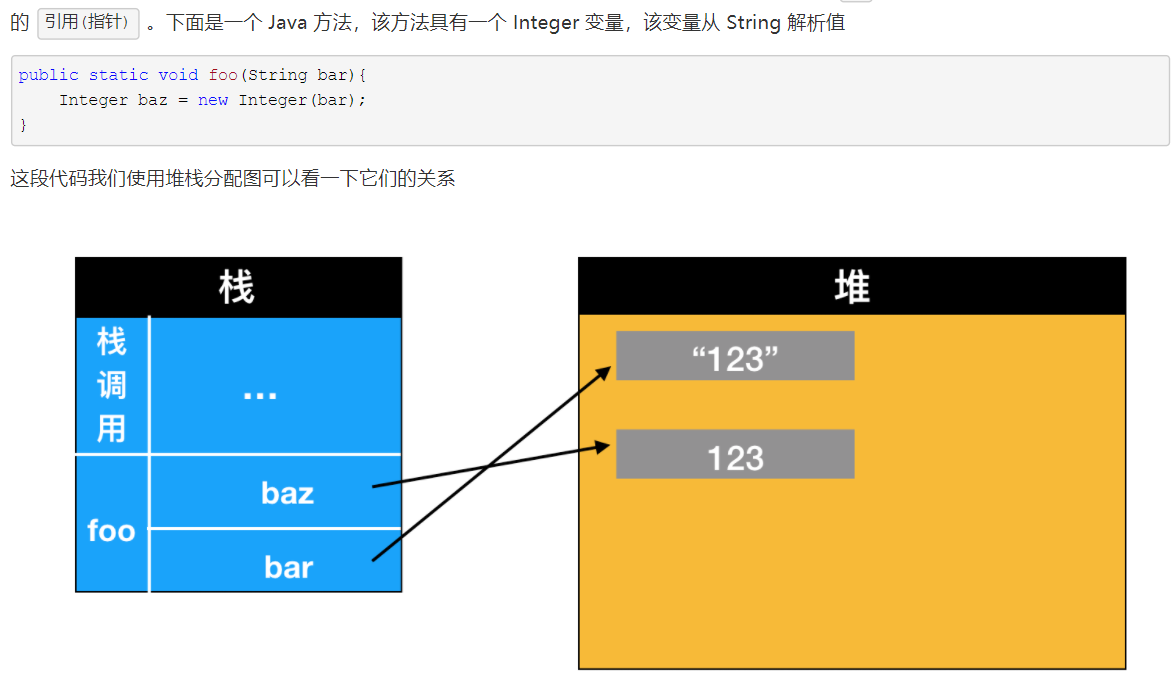 的 引用(指针) 。下面是一个 Java 方法，该方法具有一个 Integer 变量，该变量从 String 解析值
public static void foo(String bar){
    Integer baz = new Integer(bar);
}
这段代码我们使用堆栈分配图可以看一下它们的关系
栈
栈调用
...
foo
baz
bar
堆
“123”
123